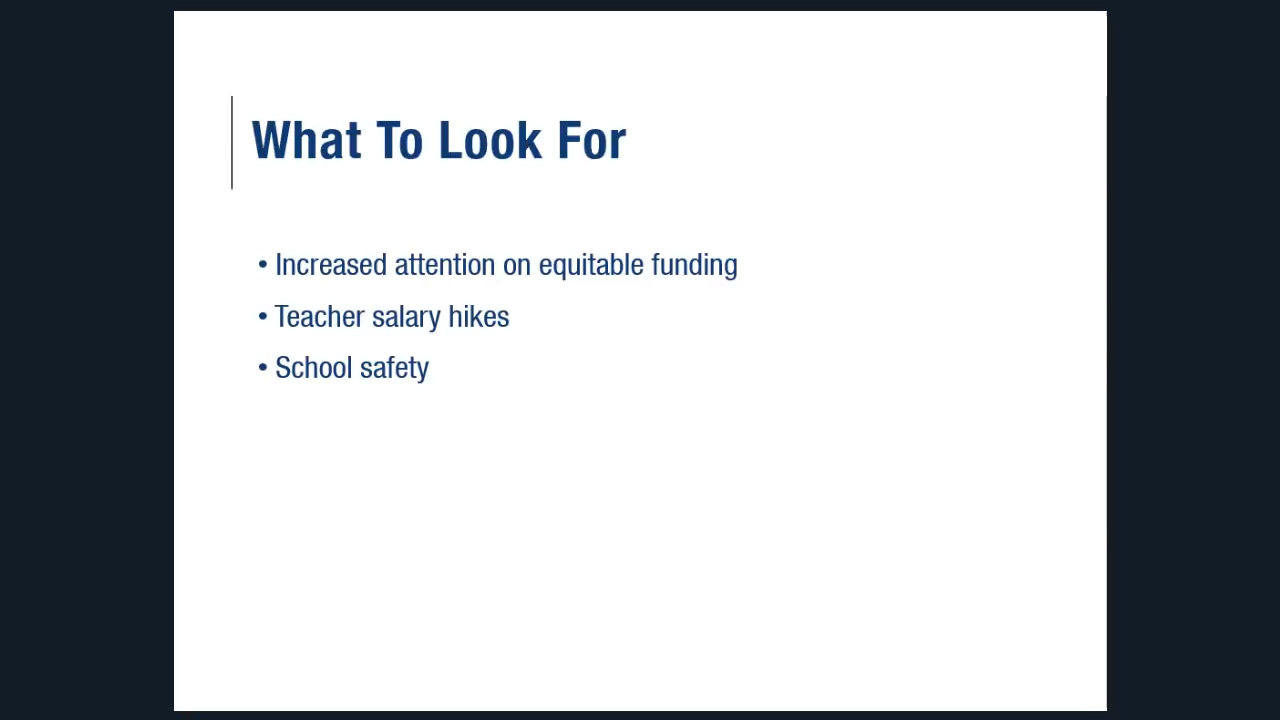 What To Look For
• Increased attention on equitable funding
• Teacher salary hikes
• School safety